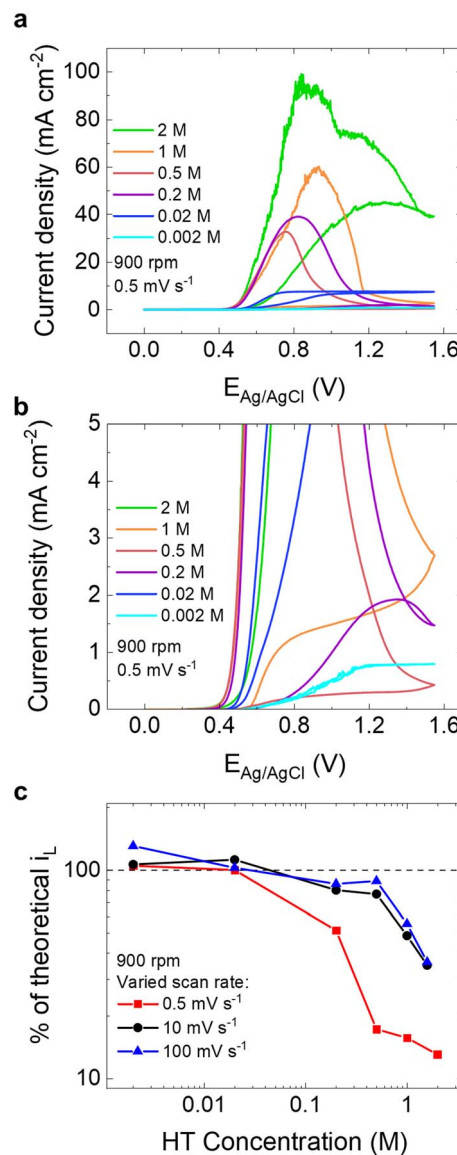 a
Current density (mA cm⁻²)
100
80
60
40
20
0
2 M
1 M
0.5 M
0.2 M
0.02 M
0.002 M
900 rpm
0.5 mV s⁻¹
0.0 0.4 0.8 1.2 1.6
E_Ag/AgCl (V)
b
Current density (mA cm⁻²)
5
4
3
2
1
0
2 M
1 M
0.5 M
0.2 M
0.02 M
0.002 M
900 rpm
0.5 mV s⁻¹
0.0 0.4 0.8 1.2 1.6
E_Ag/AgCl (V)
c
% of theoretical i_L
100
10
900 rpm
Varied scan rate:
0.5 mV s⁻¹
10 mV s⁻¹
100 mV s⁻¹
0.01 0.1 1
HT Concentration (M)